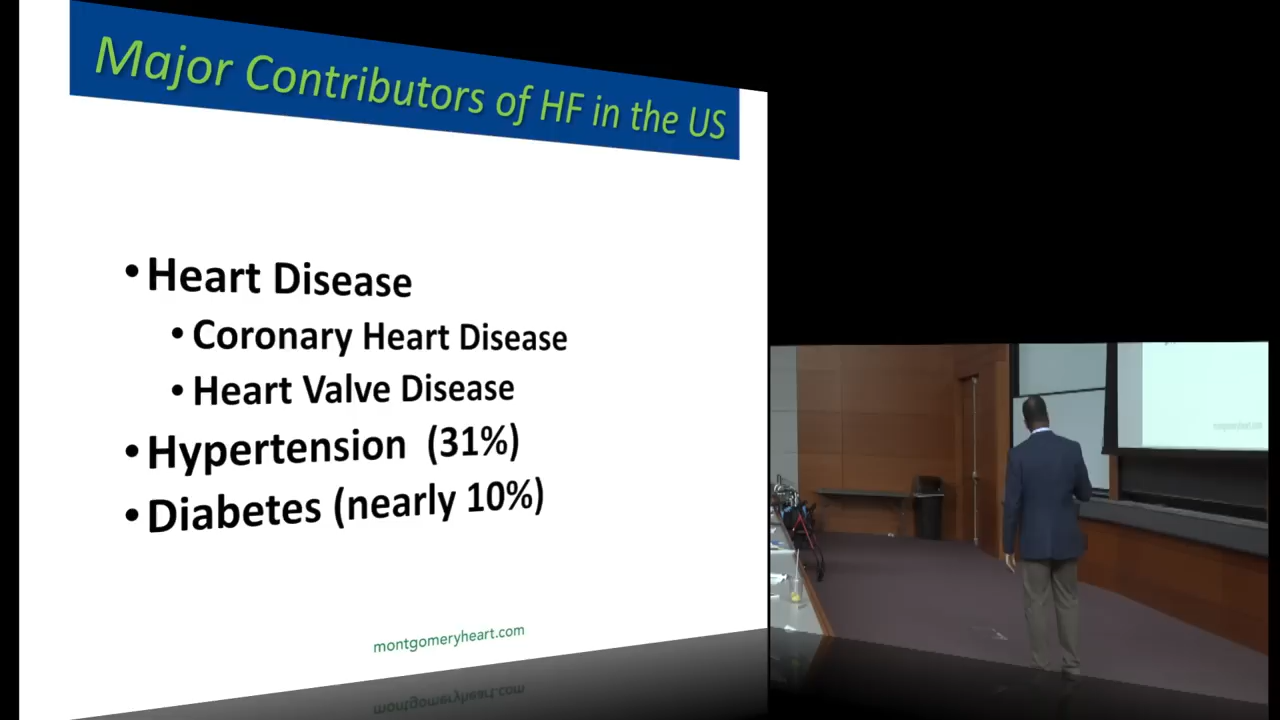 Major Contributors of HF in the US
•Heart Disease
•Coronary Heart Disease
•Heart Valve Disease
•Hypertension (31%)
•Diabetes (nearly 10%)
montgomeryheart.com